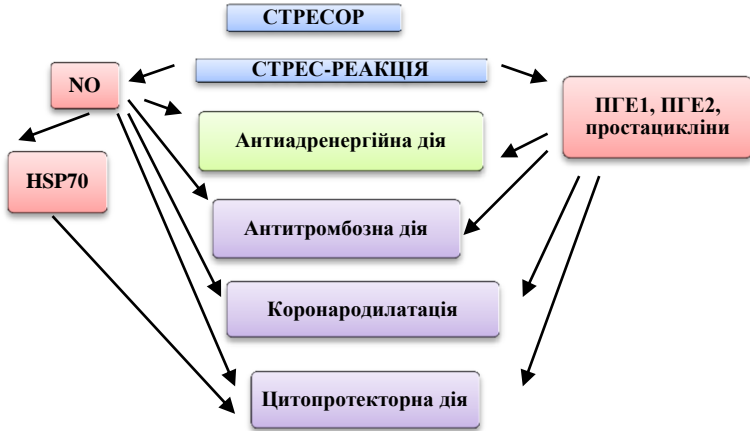 СТРЕСОР
СТРЕС-РЕАКЦІЯ
NO
ПГЕ1, ПГЕ2,
простацикліни
Антиадренергійна дія
HSP70
Антитромбозна дія
Коронародилатація
Цитопротекторна дія